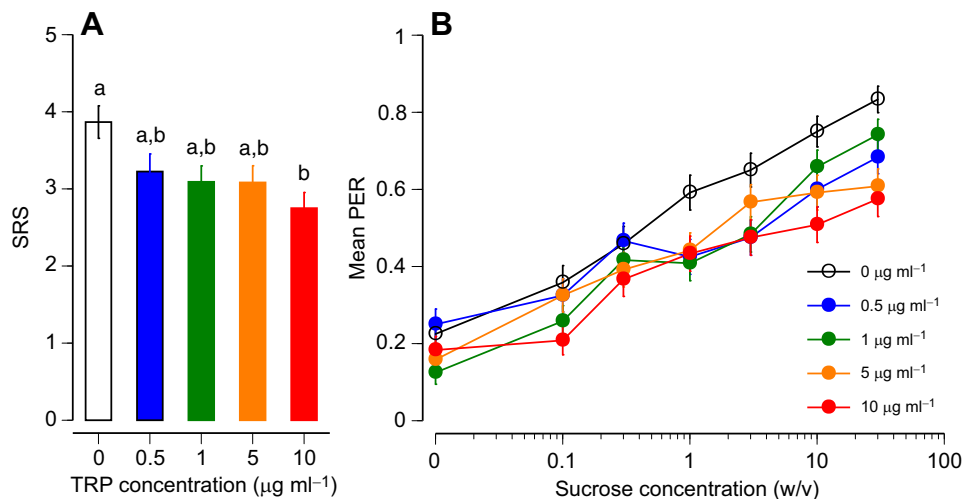 A
SRS
5
4
3
2
1
0
a
a,b
a,b
a,b
b
0 0.5 1 5 10
TRP concentration (μg ml⁻¹)
B
Mean PER
1
0.8
0.6
0.4
0.2
0
0 μg ml⁻¹
0.5 μg ml⁻¹
1 μg ml⁻¹
5 μg ml⁻¹
10 μg ml⁻¹
0 0.1 1 10 100
Sucrose concentration (w/v)